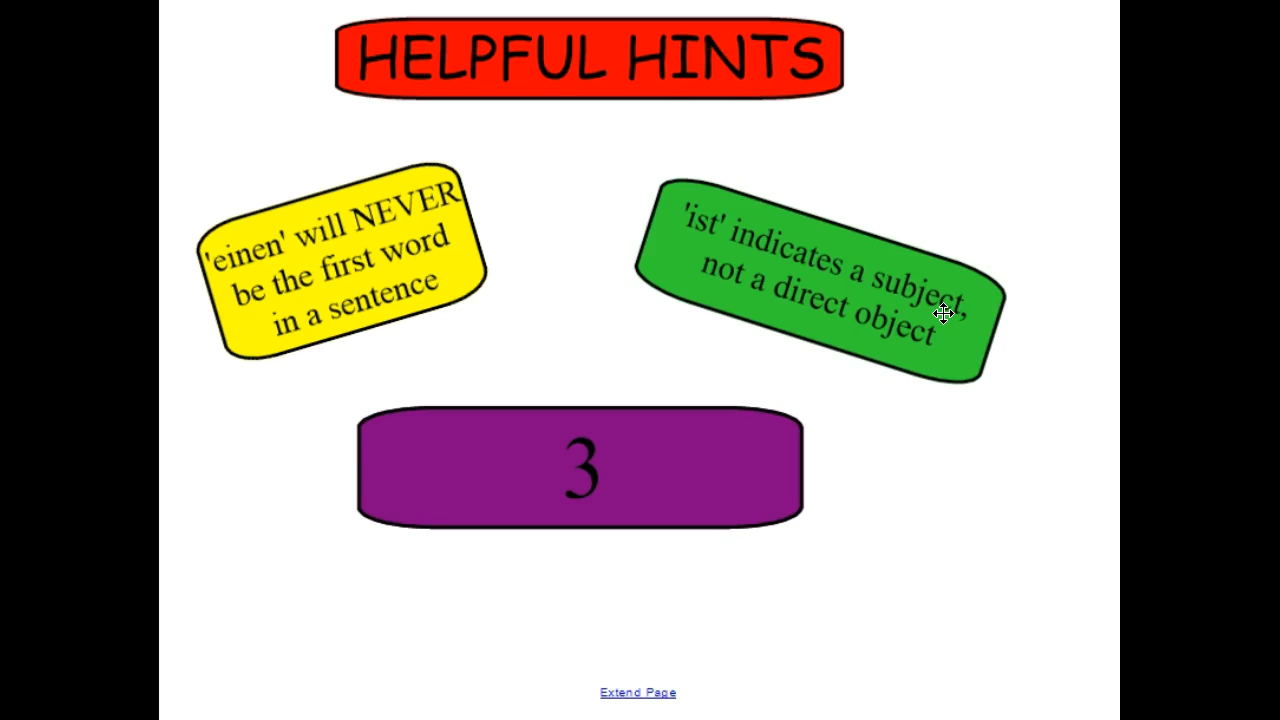 HELPFUL HINTS
'einen' will NEVER
be the first word
in a sentence
'ist' indicates a subject,
not a direct object
3
Extend Page